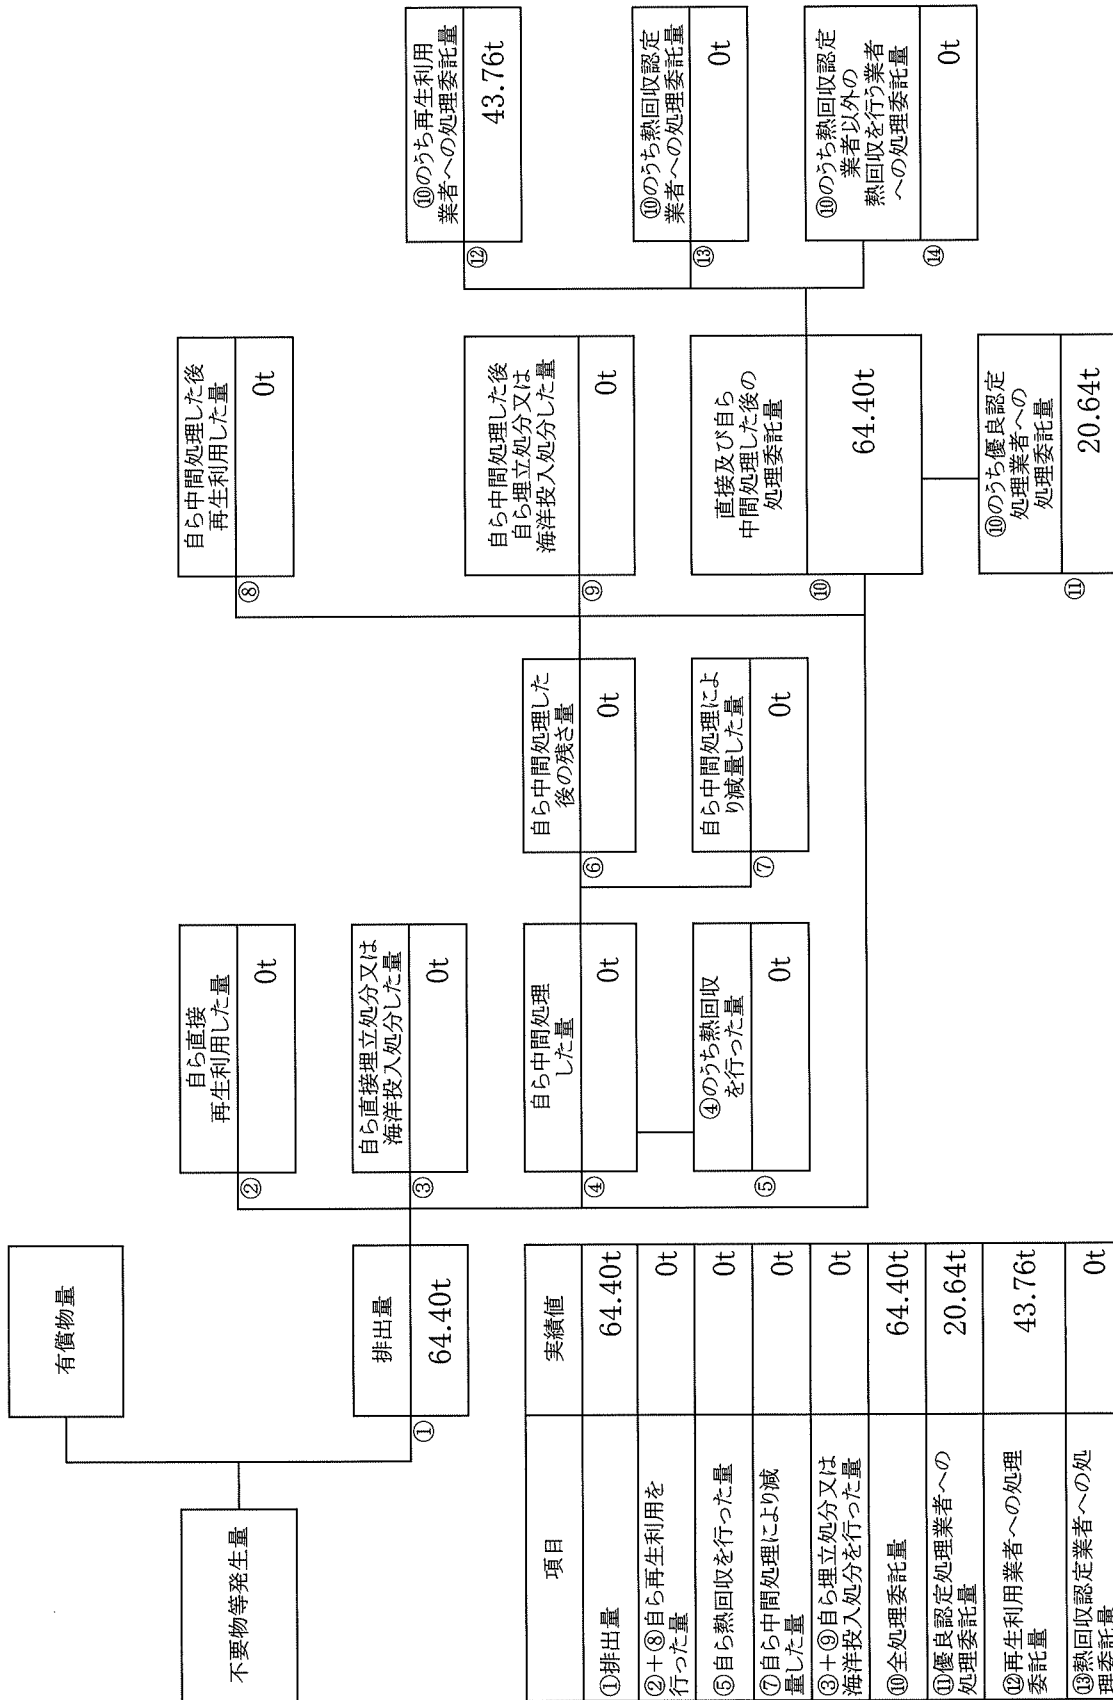 不要物等発生量
有償物量
①
排出量
64.40t
②
自ら直接
再生利用した量
0t
③
自ら直接埋立処分又は
海洋投入処分した量
0t
④
自ら中間処理
した量
0t
⑤
④のうち熱回収
を行った量
0t
⑥
自ら中間処理した
後の残さ量
0t
⑦
自ら中間処理によ
り減量した量
0t
⑧
自ら中間処理した後
再生利用した量
0t
⑨
自ら中間処理した後
自ら埋立処分又は
海洋投入処分した量
0t
⑩
直接及び自ら
中間処理した後の
処理委託量
64.40t
⑪
⑩のうち優良認定
処理業者への
処理委託量
20.64t
⑫
⑩のうち再生利用
業者への処理委託量
43.76t
⑬
⑩のうち熱回収認定
業者への処理委託量
0t
⑭
⑩のうち熱回収認定
業者以外の
熱回収を行う業者
への処理委託量
0t
項目 実績値
①排出量 64.40t
②+⑧自ら再生利用を
行った量 0t
⑤自ら熱回収を行った量 0t
⑦自ら中間処理により減
量した量 0t
③+⑨自ら埋立処分又は
海洋投入処分を行った量 0t
⑩全処理委託量 64.40t
⑪優良認定処理業者への
処理委託量 20.64t
⑫再生利用業者への処理
委託量 43.76t
⑬熱回収認定業者への処
理委託量 0t